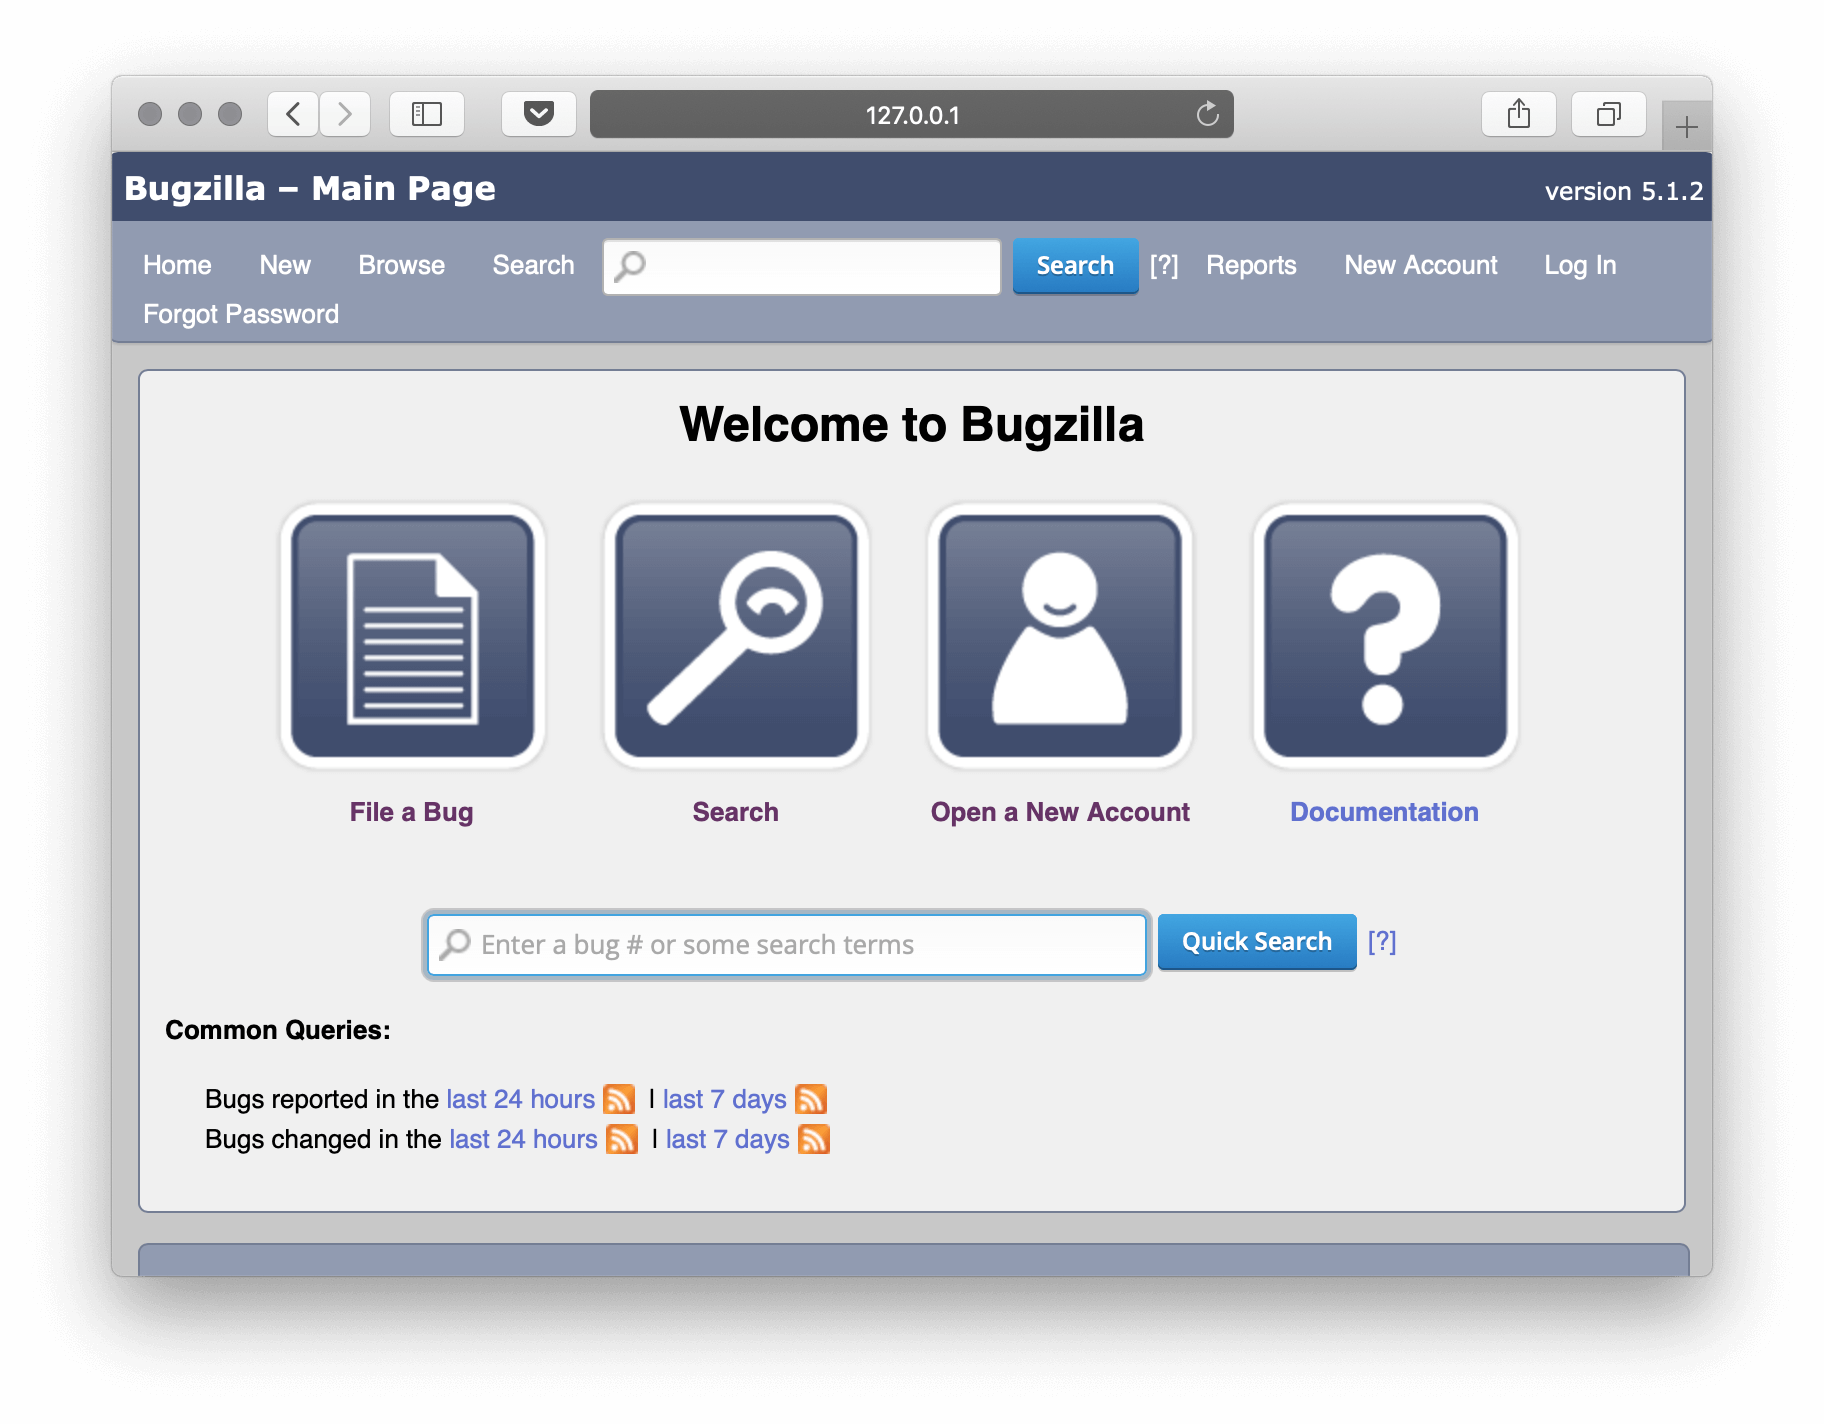 127.0.0.1
Bugzilla – Main Page version 5.1.2
Home New Browse Search Search [?] Reports New Account Log In
Forgot Password
Welcome to Bugzilla
File a Bug Search Open a New Account Documentation
Enter a bug # or some search terms Quick Search [?]
Common Queries:
Bugs reported in the last 24 hours | last 7 days
Bugs changed in the last 24 hours | last 7 days